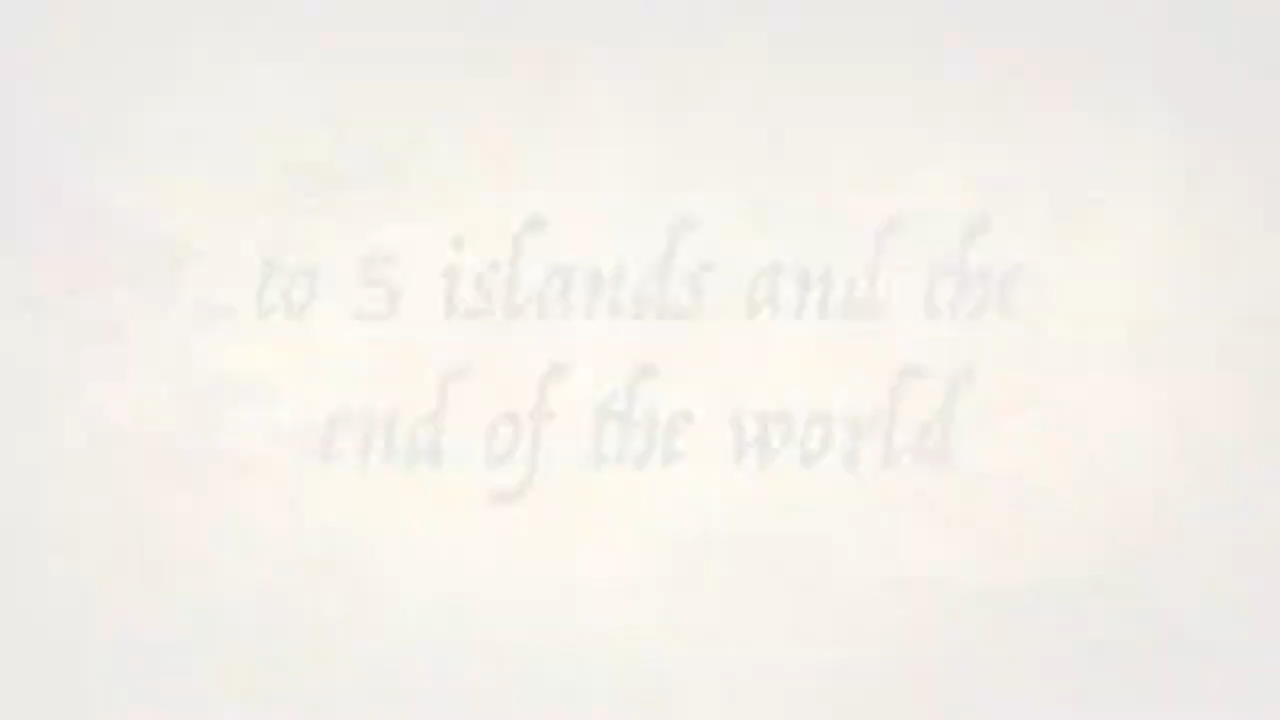 to 5 islands and the
end of the world